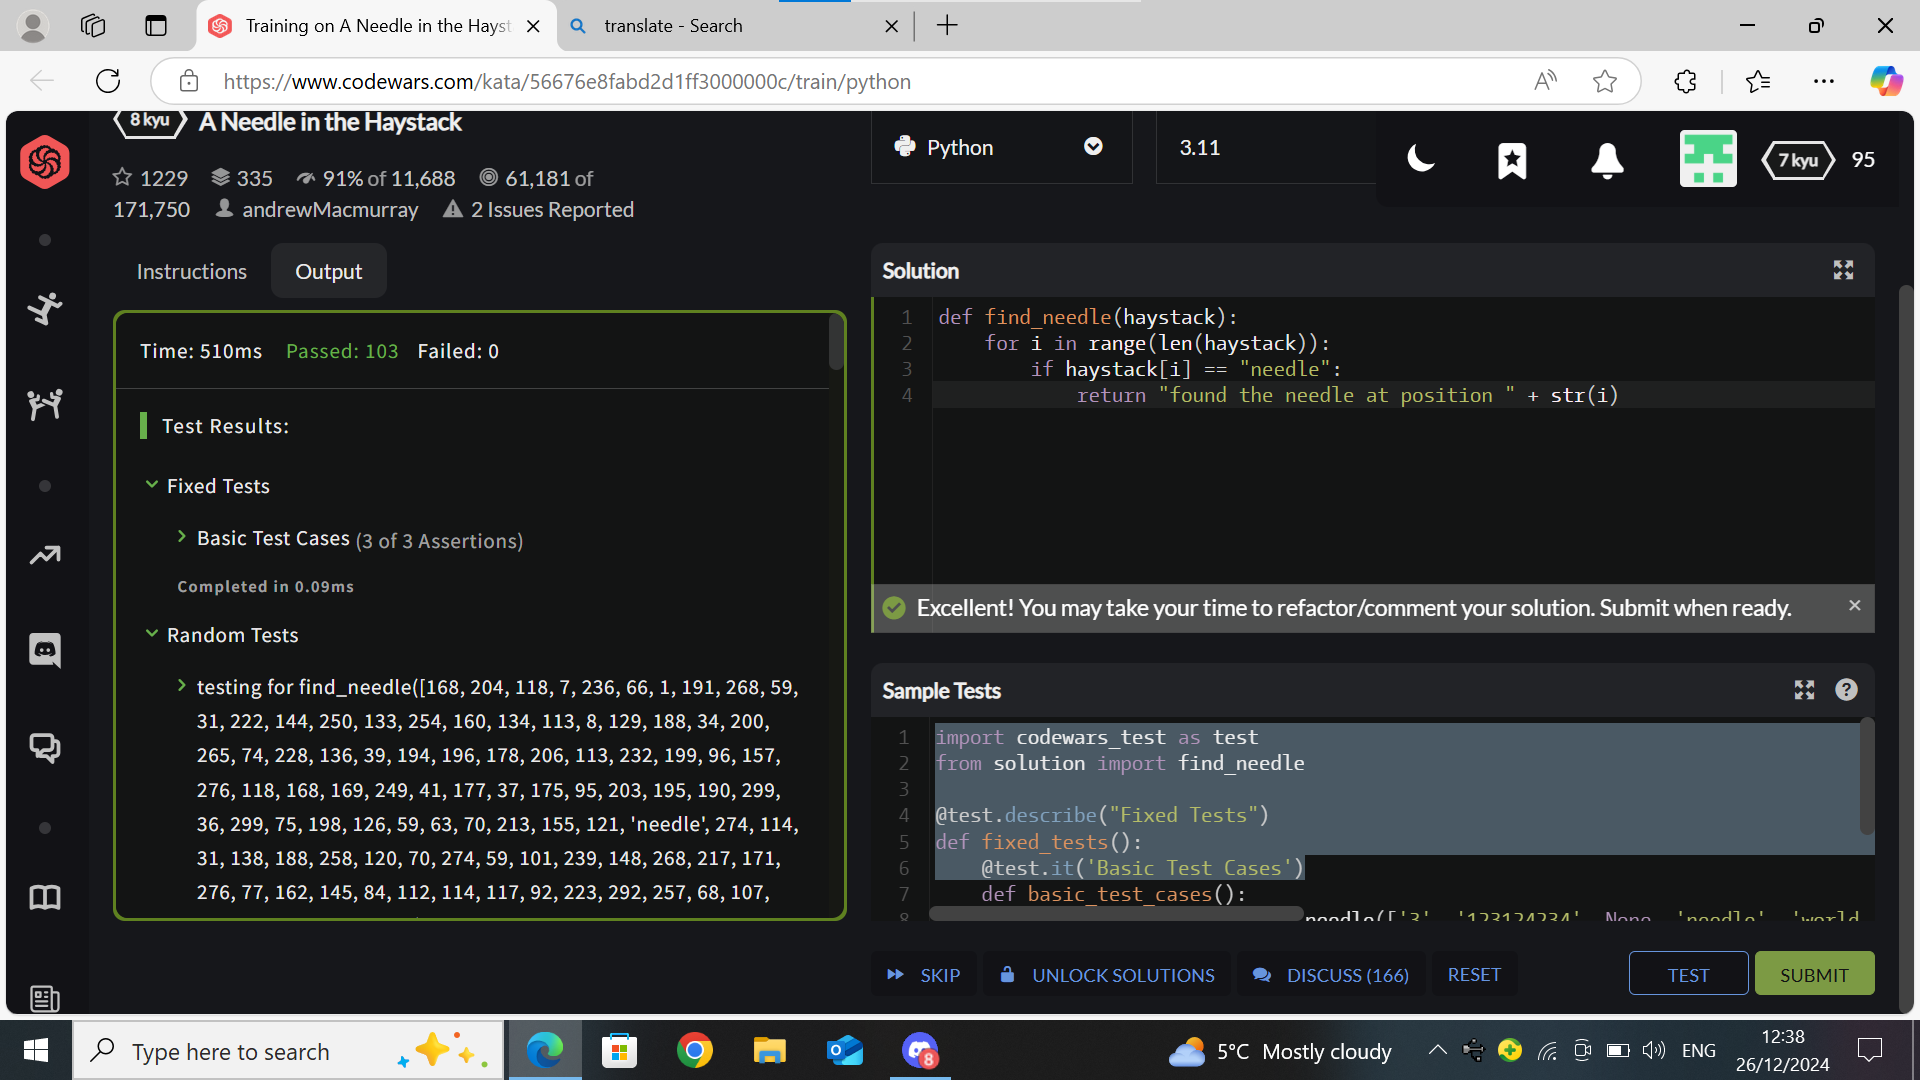 Training on A Needle in the Hayst
translate - Search
https://www.codewars.com/kata/56676e8fabd2d1ff3000000c/train/python
8 kyu A Needle in the Haystack
1229 335 91% of 11,688 61,181 of
171,750 andrewMacmurray 2 Issues Reported
Python
3.11
7 kyu 95
Instructions Output
Time: 510ms Passed: 103 Failed: 0
Test Results:
Fixed Tests
Basic Test Cases (3 of 3 Assertions)
Completed in 0.09ms
Random Tests
testing for find_needle([168, 204, 118, 7, 236, 66, 1, 191, 268, 59,
31, 222, 144, 250, 133, 254, 160, 134, 113, 8, 129, 188, 34, 200,
265, 74, 228, 136, 39, 194, 196, 178, 206, 113, 232, 199, 96, 157,
276, 118, 168, 169, 249, 41, 177, 37, 175, 95, 203, 195, 190, 299,
36, 299, 75, 198, 126, 59, 63, 70, 213, 155, 121, 'needle', 274, 114,
31, 138, 188, 258, 120, 70, 274, 59, 101, 239, 148, 268, 217, 171,
276, 77, 162, 145, 84, 112, 114, 117, 92, 223, 292, 257, 68, 107,
Solution
1 def find_needle(haystack):
2 for i in range(len(haystack)):
3 if haystack[i] == "needle":
4 return "found the needle at position " + str(i)
Excellent! You may take your time to refactor/comment your solution. Submit when ready.
Sample Tests
1 import codewars_test as test
2 from solution import find_needle
3
4 @test.describe("Fixed Tests")
5 def fixed_tests():
6 @test.it('Basic Test Cases')
7 def basic_test_cases():
8 needle(['3', '123124234', None, 'needle', 'world
SKIP UNLOCK SOLUTIONS DISCUSS (166) RESET TEST SUBMIT
Type here to search
8
5°C Mostly cloudy
ENG
12:38
26/12/2024